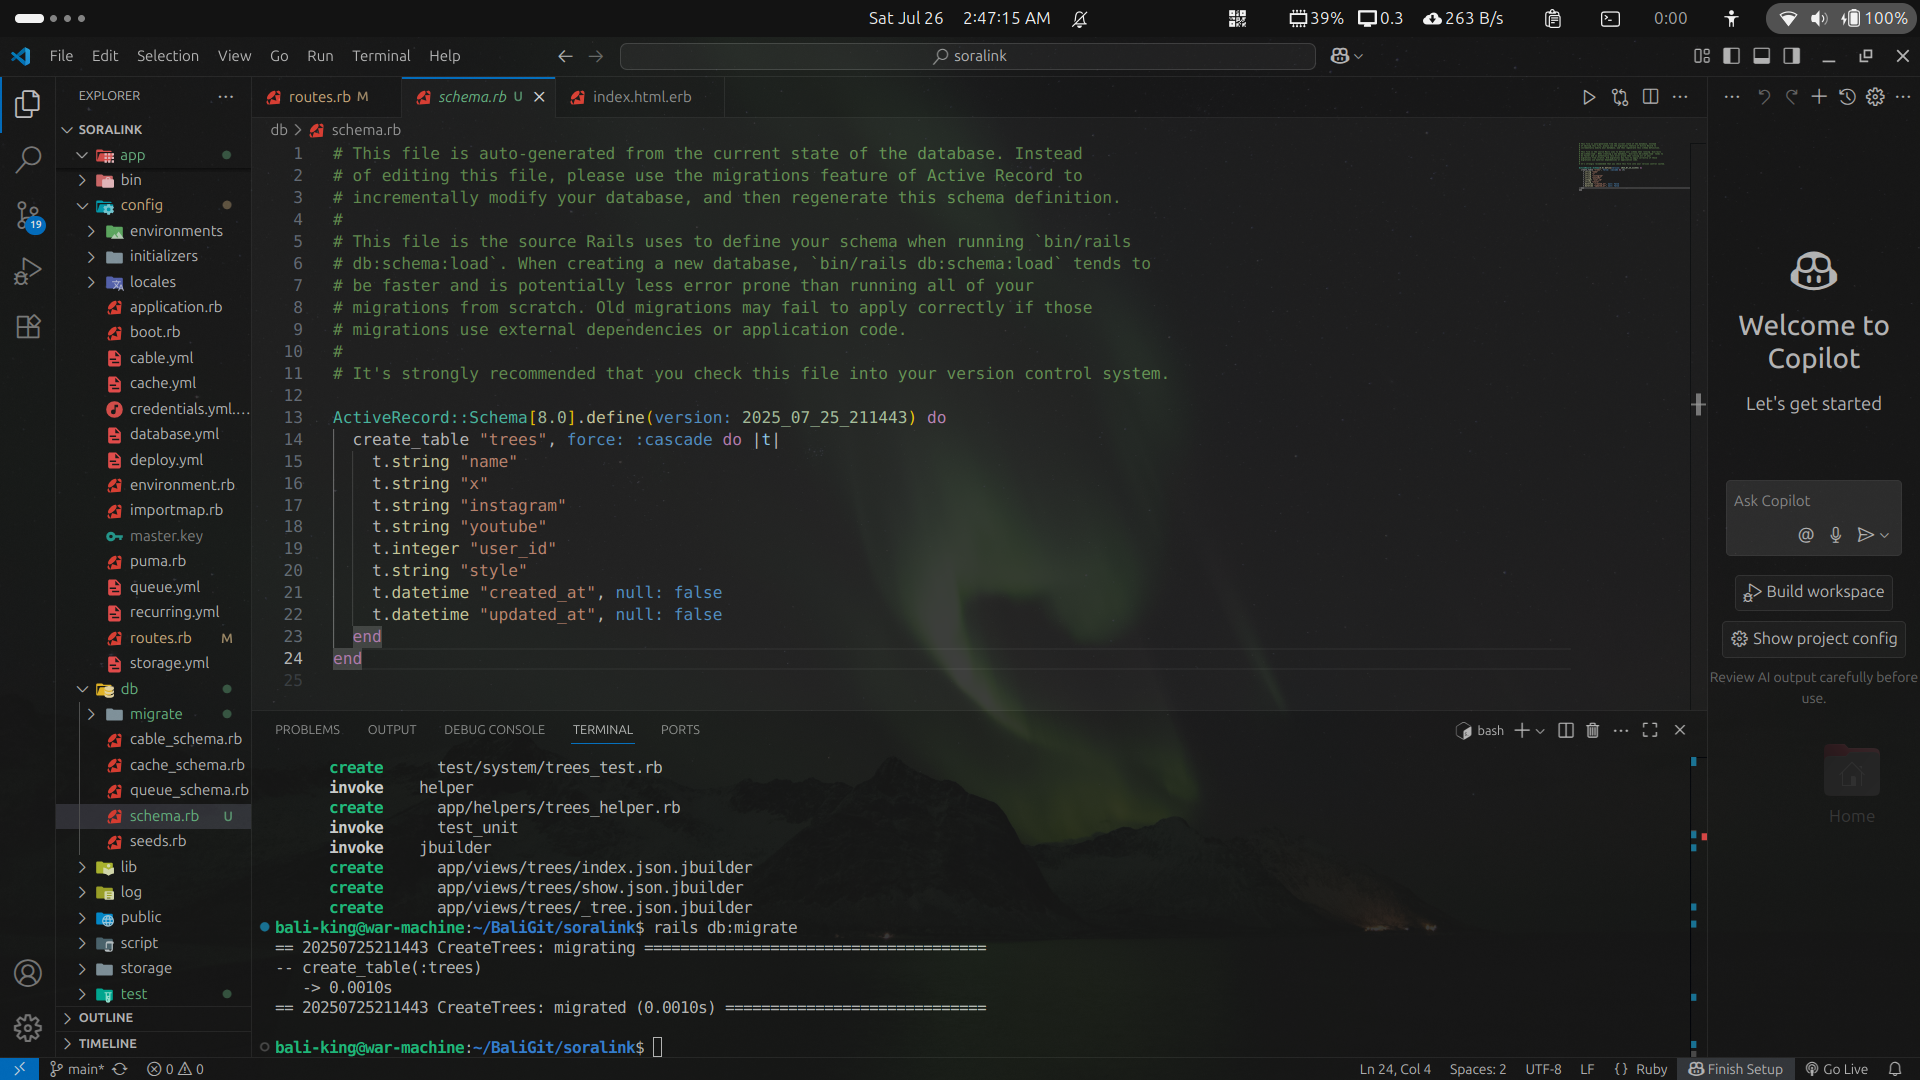 Sat Jul 26 2:47:15 AM
39% 0.3 263 B/s 0:00 100%
File Edit Selection View Go Run Terminal Help
soralink
EXPLORER
routes.rb M
schema.rb U
index.html.erb
SORALINK
app
bin
config
environments
initializers
locales
application.rb
boot.rb
cable.yml
cache.yml
credentials.yml....
database.yml
deploy.yml
environment.rb
importmap.rb
master.key
puma.rb
queue.yml
recurring.yml
routes.rb M
storage.yml
db
migrate
cable_schema.rb
cache_schema.rb
queue_schema.rb
schema.rb U
seeds.rb
lib
log
public
script
storage
test
OUTLINE
TIMELINE
19
db > schema.rb
1 # This file is auto-generated from the current state of the database. Instead
2 # of editing this file, please use the migrations feature of Active Record to
3 # incrementally modify your database, and then regenerate this schema definition.
4 #
5 # This file is the source Rails uses to define your schema when running `bin/rails
6 # db:schema:load`. When creating a new database, `bin/rails db:schema:load` tends to
7 # be faster and is potentially less error prone than running all of your
8 # migrations from scratch. Old migrations may fail to apply correctly if those
9 # migrations use external dependencies or application code.
10 #
11 # It's strongly recommended that you check this file into your version control system.
12
13 ActiveRecord::Schema[8.0].define(version: 2025_07_25_211443) do
14 create_table "trees", force: :cascade do |t|
15 t.string "name"
16 t.string "x"
17 t.string "instagram"
18 t.string "youtube"
19 t.integer "user_id"
20 t.string "style"
21 t.datetime "created_at", null: false
22 t.datetime "updated_at", null: false
23 end
24 end
25
PROBLEMS OUTPUT DEBUG CONSOLE TERMINAL PORTS
bash
create test/system/trees_test.rb
invoke helper
create app/helpers/trees_helper.rb
invoke test_unit
invoke jbuilder
create app/views/trees/index.json.jbuilder
create app/views/trees/show.json.jbuilder
create app/views/trees/_tree.json.jbuilder
bali-king@war-machine:~/BaliGit/soralink$ rails db:migrate
== 20250725211443 CreateTrees: migrating ======================================
-- create_table(:trees)
-> 0.0010s
== 20250725211443 CreateTrees: migrated (0.0010s) =============================
bali-king@war-machine:~/BaliGit/soralink$
Welcome to
Copilot
Let's get started
Ask Copilot
Build workspace
Show project config
Review AI output carefully before
use.
Home
main* 0 0
Ln 24, Col 4 Spaces: 2 UTF-8 LF {} Ruby Finish Setup Go Live